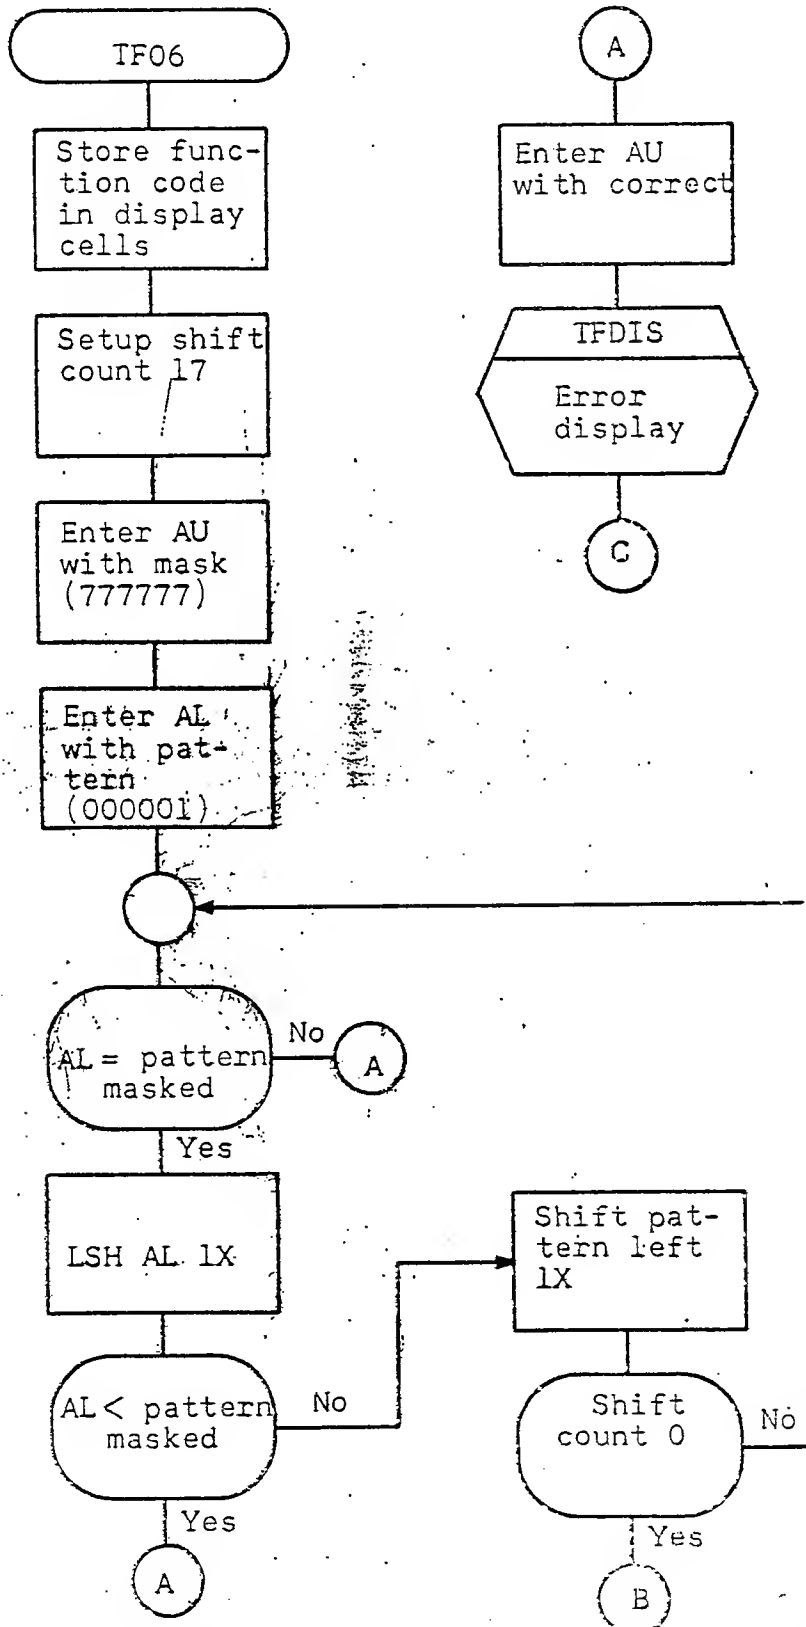 TF06
Store func-
tion code
in display
cells
Setup shift
count 17
Enter AU
with mask
(777777)
Enter AL
with pat-
tern
(000001)
AL = pattern
masked
No
A
Yes
LSH AL 1X
AL < pattern
masked
No
Yes
A
A
Enter AU
with correct
TFDIS
Error
display
C
Shift pat-
tern left
1X
Shift
count 0
No
Yes
B